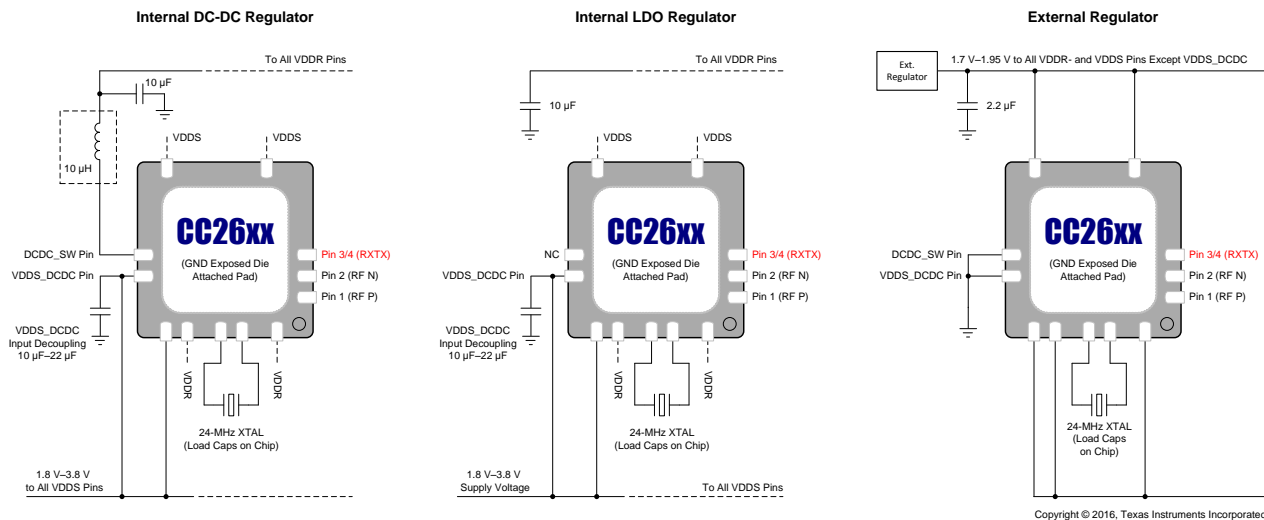 Internal DC-DC Regulator
To All VDDR Pins
10 µF
10 µH
VDDS
VDDS
CC26xx
(GND Exposed Die
Attached Pad)
DCDC_SW Pin
VDDS_DCDC Pin
Pin 3/4 (RXTX)
Pin 2 (RF N)
Pin 1 (RF P)
VDDS_DCDC
Input Decoupling
10 µF–22 µF
VDDR
VDDR
24-MHz XTAL
(Load Caps on Chip)
1.8 V–3.8 V
to All VDDS Pins
Internal LDO Regulator
To All VDDR Pins
10 µF
VDDS
VDDS
CC26xx
(GND Exposed Die
Attached Pad)
NC
VDDS_DCDC Pin
Pin 3/4 (RXTX)
Pin 2 (RF N)
Pin 1 (RF P)
VDDS_DCDC
Input Decoupling
10 µF–22 µF
VDDR
VDDR
24-MHz XTAL
(Load Caps on Chip)
1.8 V–3.8 V
Supply Voltage
To All VDDS Pins
External Regulator
Ext.
Regulator
1.7 V–1.95 V to All VDDR- and VDDS Pins Except VDDS_DCDC
2.2 µF
CC26xx
(GND Exposed Die
Attached Pad)
DCDC_SW Pin
VDDS_DCDC Pin
Pin 3/4 (RXTX)
Pin 2 (RF N)
Pin 1 (RF P)
24-MHz XTAL
(Load Caps
on Chip)
Copyright © 2016, Texas Instruments Incorporated